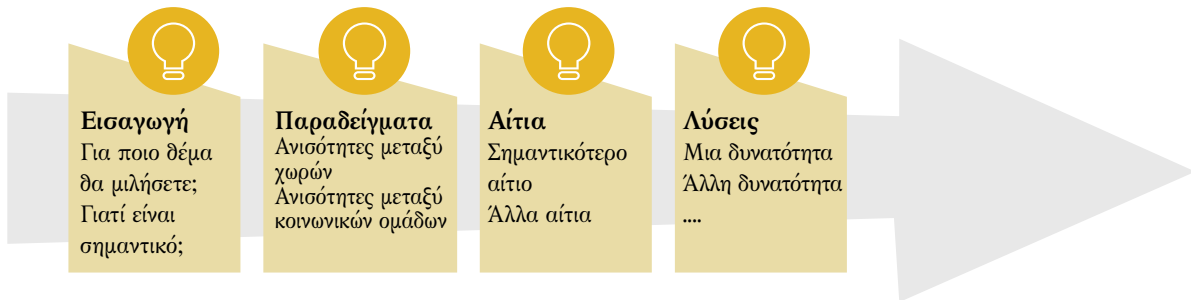 Εισαγωγή
Για ποιο θέμα
θα μιλήσετε;
Γιατί είναι
σημαντικό;
Παραδείγματα
Ανισότητες μεταξύ
χωρών
Ανισότητες μεταξύ
κοινωνικών ομάδων
Αίτια
Σημαντικότερο
αίτιο
Άλλα αίτια
Λύσεις
Μια δυνατότητα
Άλλη δυνατότητα
....